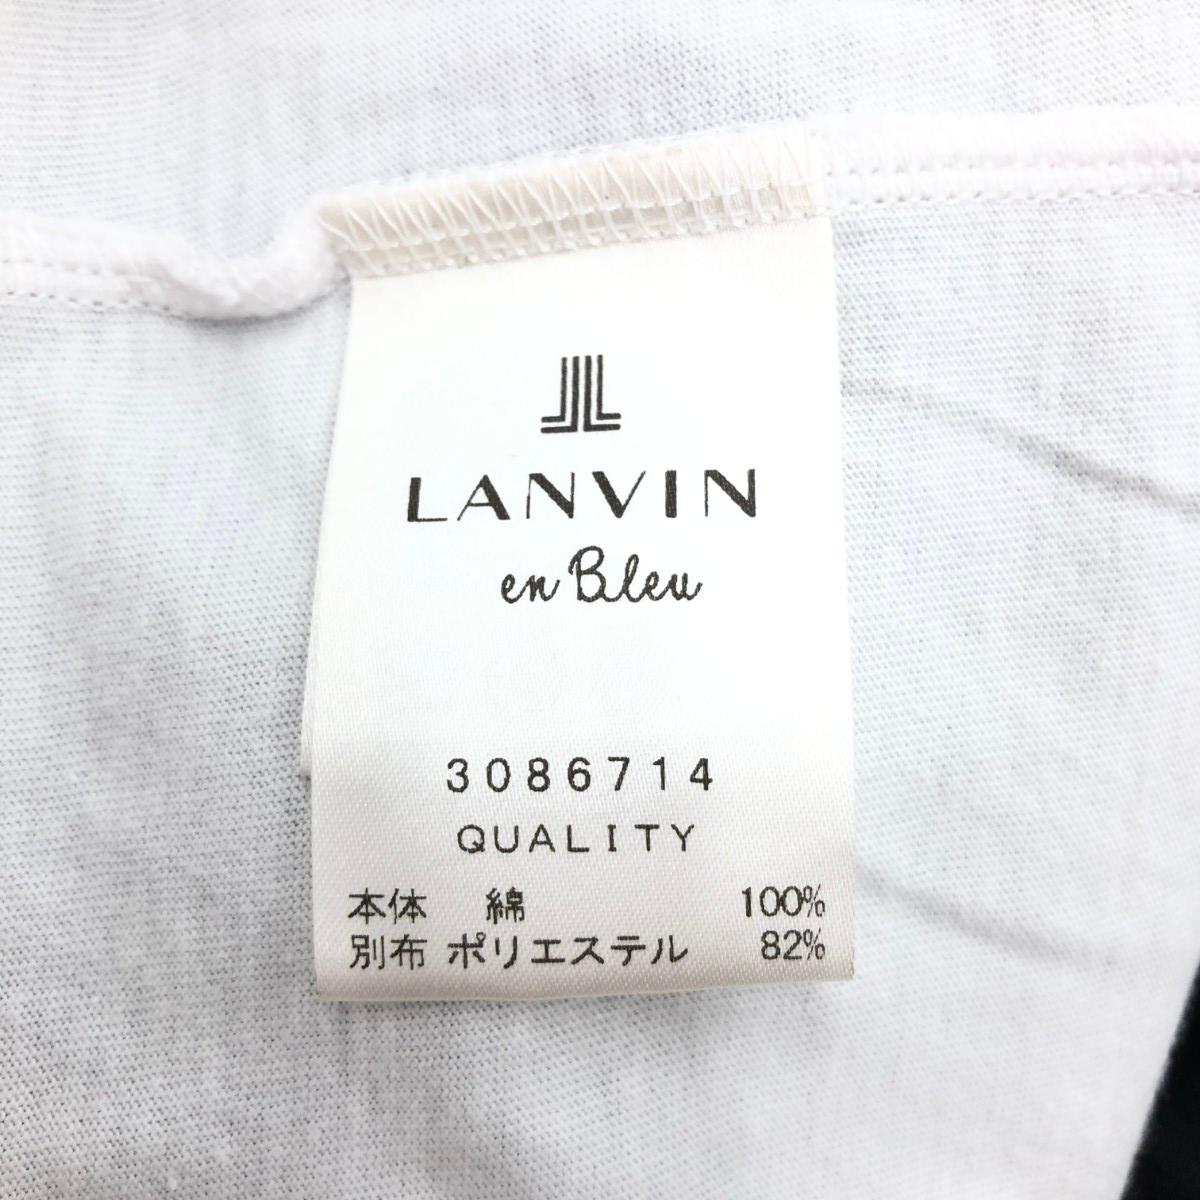 LANVIN
en Bleu
3086714
QUALITY
本体 綿 100%
別布 ポリエステル 82%